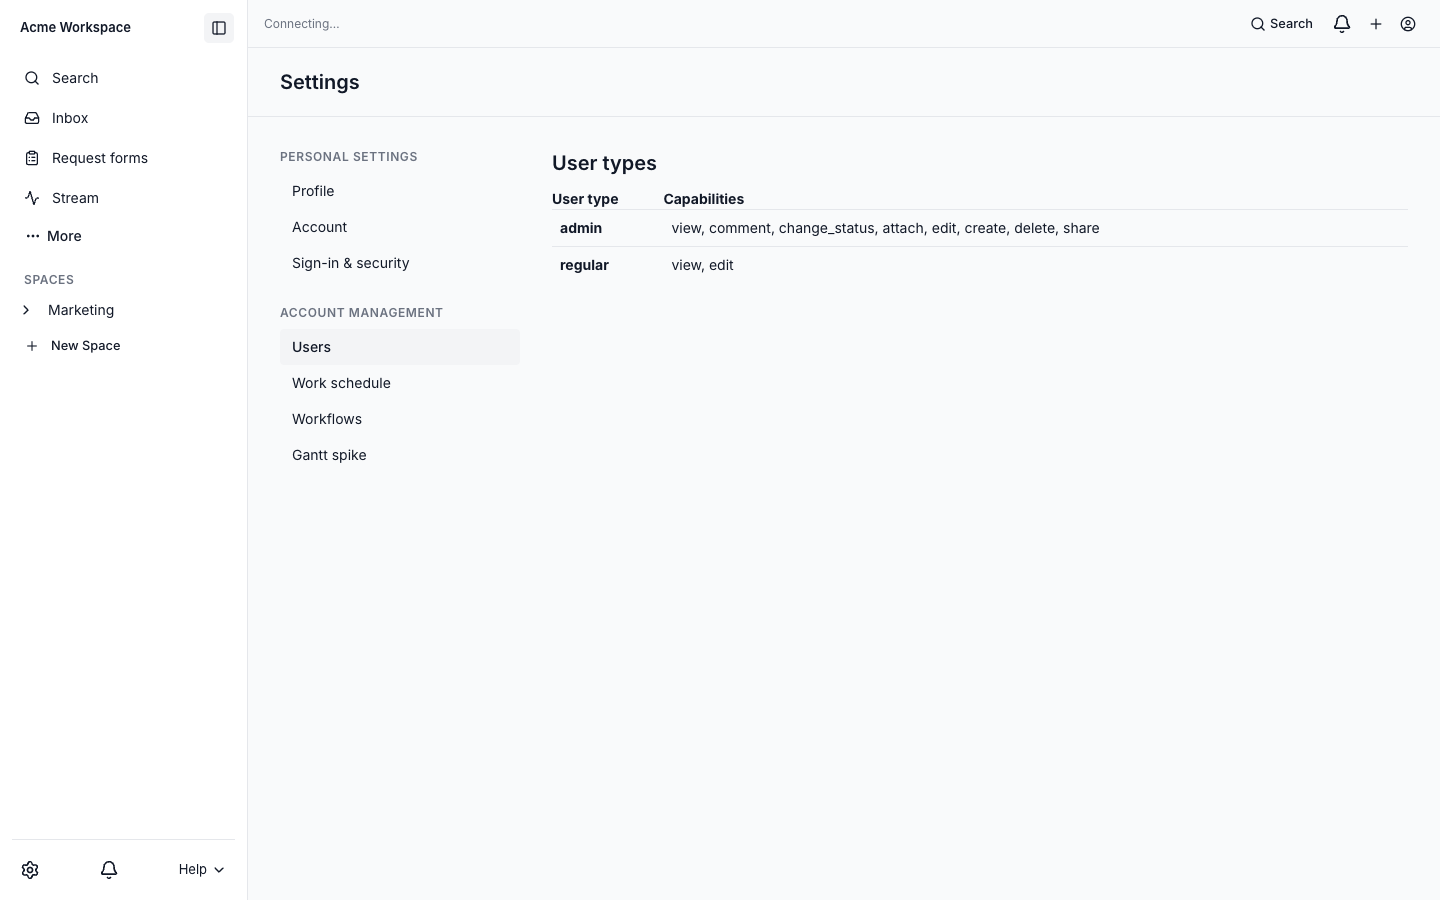 Acme Workspace
Search
Inbox
Request forms
Stream
More
SPACES
Marketing
New Space
Help
Connecting...
Search
Settings
PERSONAL SETTINGS
Profile
Account
Sign-in & security
ACCOUNT MANAGEMENT
Users
Work schedule
Workflows
Gantt spike
User types
User type Capabilities
admin view, comment, change_status, attach, edit, create, delete, share
regular view, edit